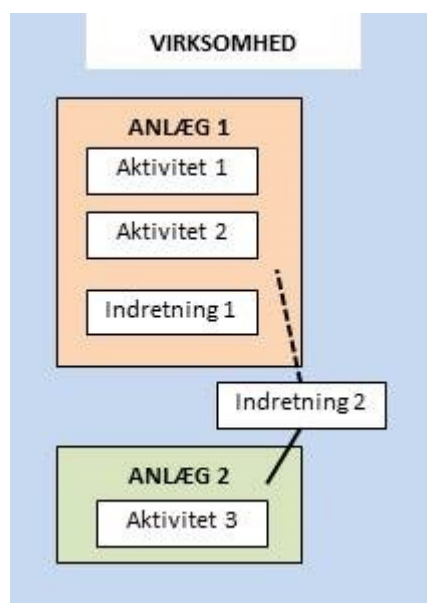 VIRKSOMHED
ANLÆG 1
Aktivitet 1
Aktivitet 2
Indretning 1
Indretning 2
ANLÆG 2
Aktivitet 3